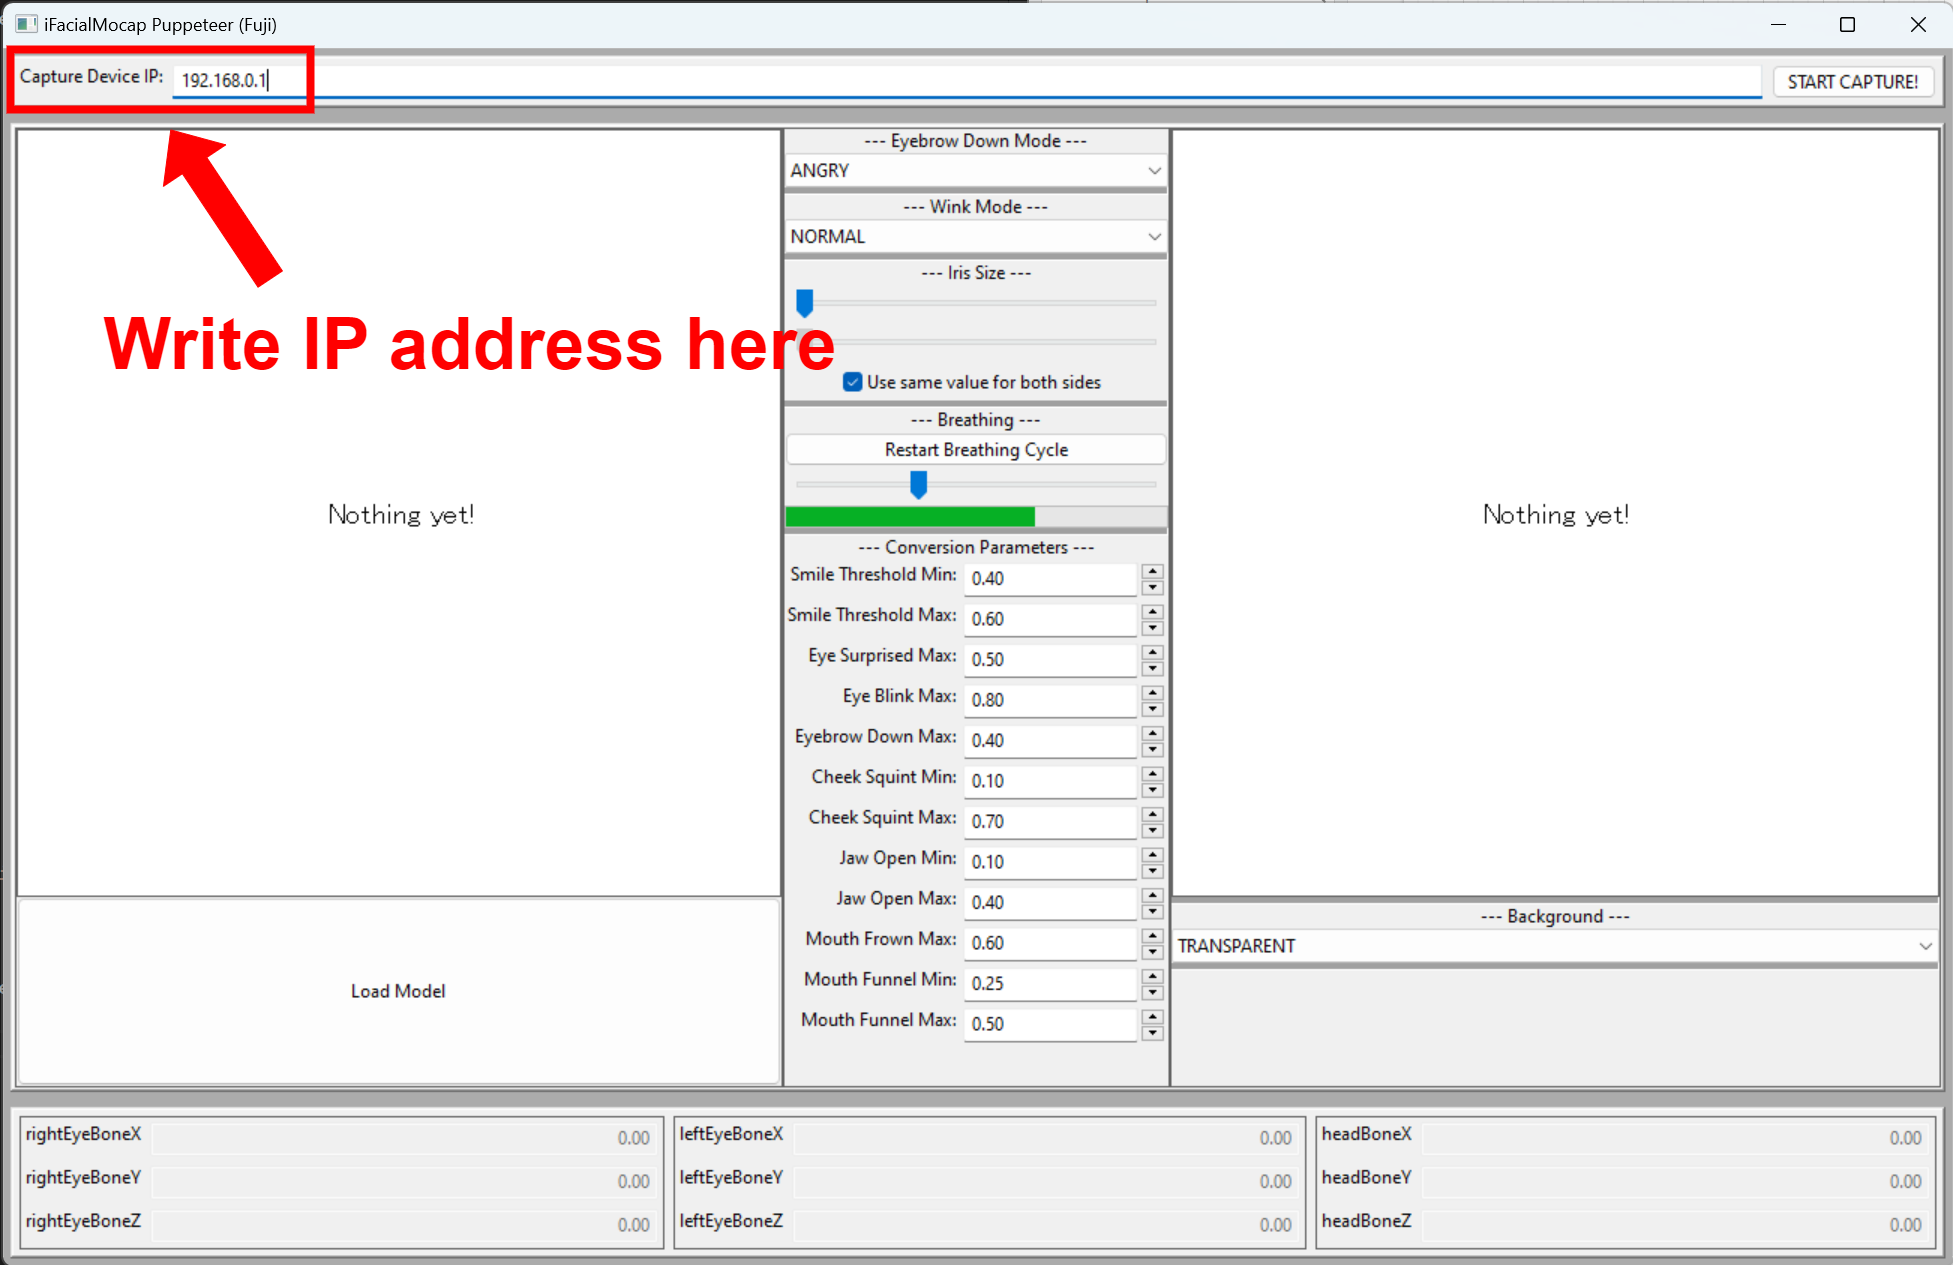 iFacialMocap Puppeteer (Fuji)
Capture Device IP: 192.168.0.1 START CAPTURE!
Write IP address here
Nothing yet!
Load Model
--- Eyebrow Down Mode ---
ANGRY
--- Wink Mode ---
NORMAL
--- Iris Size ---
Use same value for both sides
--- Breathing ---
Restart Breathing Cycle
--- Conversion Parameters ---
Smile Threshold Min: 0.40
Smile Threshold Max: 0.60
Eye Surprised Max: 0.50
Eye Blink Max: 0.80
Eyebrow Down Max: 0.40
Cheek Squint Min: 0.10
Cheek Squint Max: 0.70
Jaw Open Min: 0.10
Jaw Open Max: 0.40
Mouth Frown Max: 0.60
Mouth Funnel Min: 0.25
Mouth Funnel Max: 0.50
Nothing yet!
--- Background ---
TRANSPARENT
rightEyeBoneX 0.00
rightEyeBoneY 0.00
rightEyeBoneZ 0.00
leftEyeBoneX 0.00
leftEyeBoneY 0.00
leftEyeBoneZ 0.00
headBoneX 0.00
headBoneY 0.00
headBoneZ 0.00